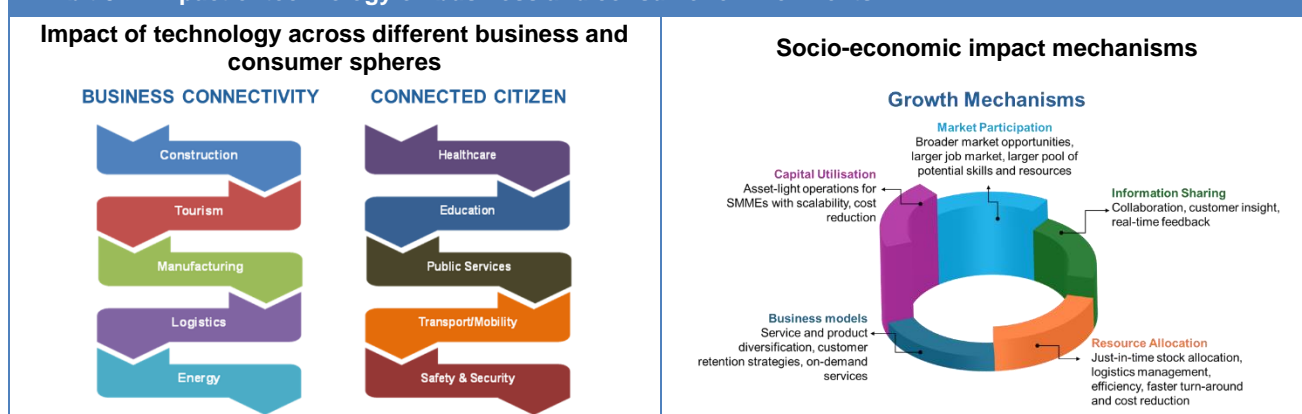 Impact of technology across different business and
consumer spheres
BUSINESS CONNECTIVITY
Construction
Tourism
Manufacturing
Logistics
Energy
CONNECTED CITIZEN
Healthcare
Education
Public Services
Transport/Mobility
Safety & Security
Socio-economic impact mechanisms
Growth Mechanisms
Market Participation
Broader market opportunities,
larger job market, larger pool of
potential skills and resources
Capital Utilisation
Asset-light operations for
SMMEs with scalability, cost
reduction
Information Sharing
Collaboration, customer insight,
real-time feedback
Business models
Service and product
diversification, customer
retention strategies, on-demand
services
Resource Allocation
Just-in-time stock allocation,
logistics management,
efficiency, faster turn-around
and cost reduction